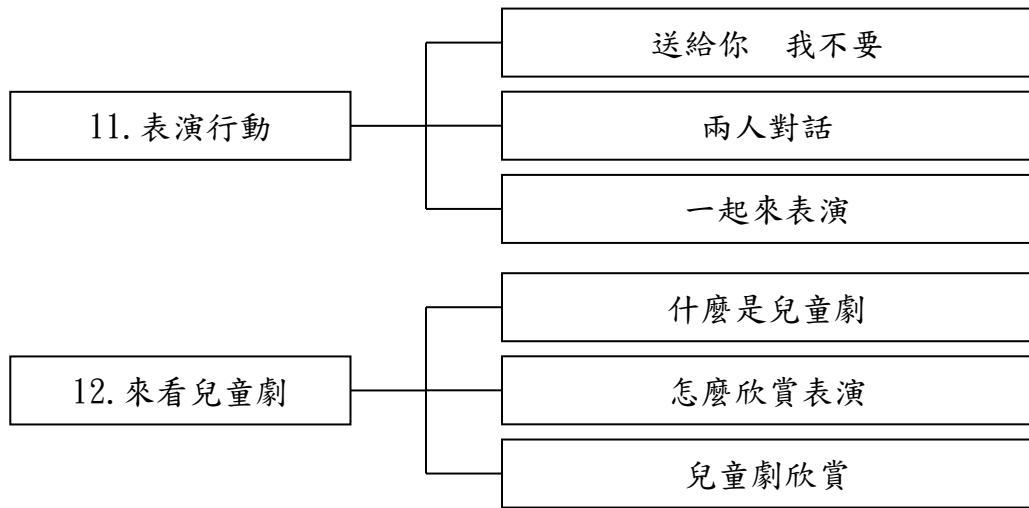 11.表演行動
送給你　我不要
兩人對話
一起來表演
12.來看兒童劇
什麼是兒童劇
怎麼欣賞表演
兒童劇欣賞